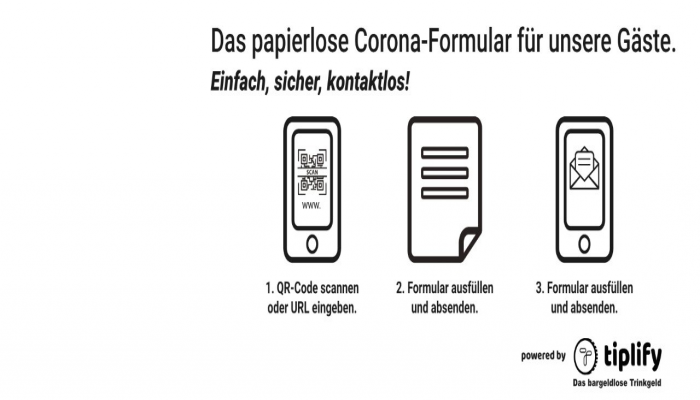 Das papierlose Corona-Formular für unsere Gäste.
Einfach, sicher, kontaktlos!
SCAN
www.
1. QR-Code scannen
oder URL eingeben.
2. Formular ausfüllen
und absenden.
3. Formular ausfüllen
und absenden.
powered by tiplify
Das bargeldlose Trinkgeld